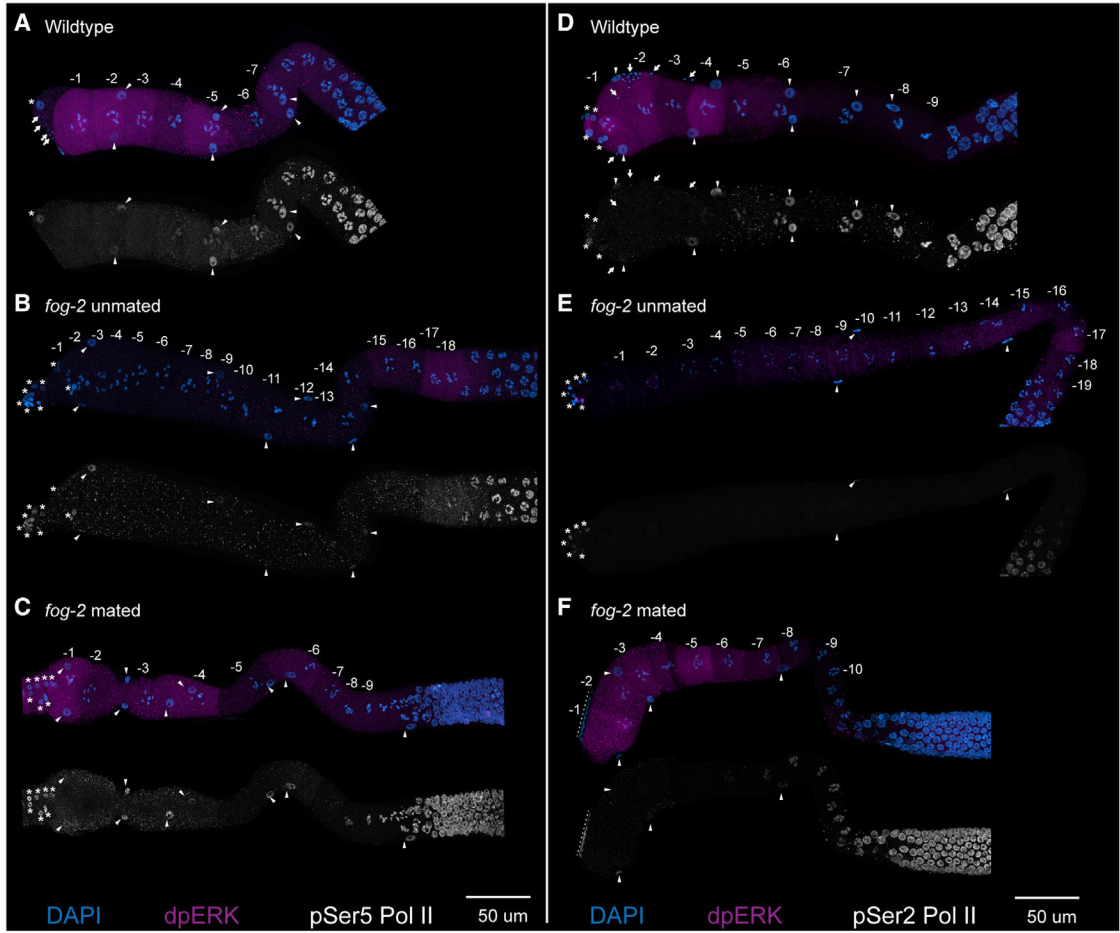 A Wildtype
-1 -2 -3 -4 -5 -6 -7
B fog-2 unmated
-1 -2 -3 -4 -5 -6 -7 -8 -9 -10 -11 -12 -13 -14 -15 -16 -17 -18
C fog-2 mated
-1 -2 -3 -4 -5 -6 -7 -8 -9
DAPI dpERK pSer5 Pol II 50 um
D Wildtype
-1 -2 -3 -4 -5 -6 -7 -8 -9
E fog-2 unmated
-1 -2 -3 -4 -5 -6 -7 -8 -9 -10 -11 -12 -13 -14 -15 -16 -17 -18 -19
F fog-2 mated
-1 -2 -3 -4 -5 -6 -7 -8 -9 -10
DAPI dpERK pSer2 Pol II 50 um